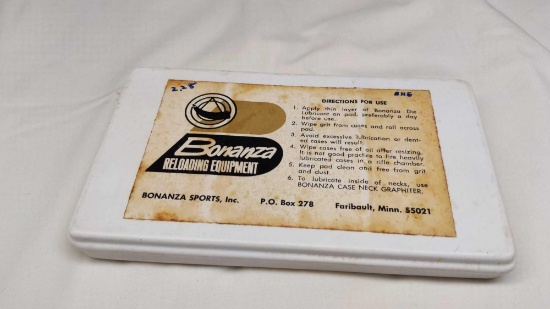 2.25
BHE
DIRECTIONS FOR USE
1. Apply thin layer of Bonanza Die
Lubricant on pad, preferably a day
before use.
2. Wipe grit from cases and roll across
pad.
3. Avoid excessive lubrication or dent-
ed cases will result.
4. Wipe cases free of oil after resizing.
It is not good practice to fire heavily
lubricated cases in a rifle chamber.
5. Keep pad clean and free from grit
and dust.
6. To lubricate inside of necks, use
BONANZA CASE NECK GRAPHITER.
Bonanza
RELOADING EQUIPMENT
BONANZA SPORTS, Inc. P.O. Box 278 Faribault, Minn. 55021